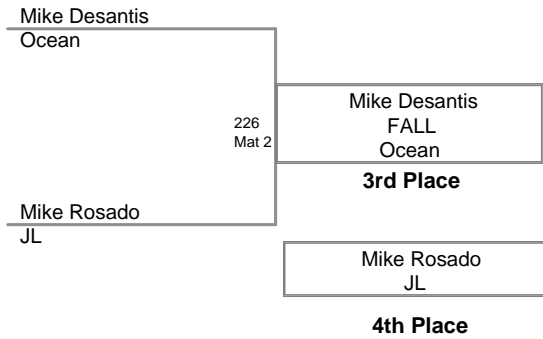 Mike Desantis
Ocean
226
Mat 2
Mike Desantis
FALL
Ocean
3rd Place
Mike Rosado
JL
Mike Rosado
JL
4th Place